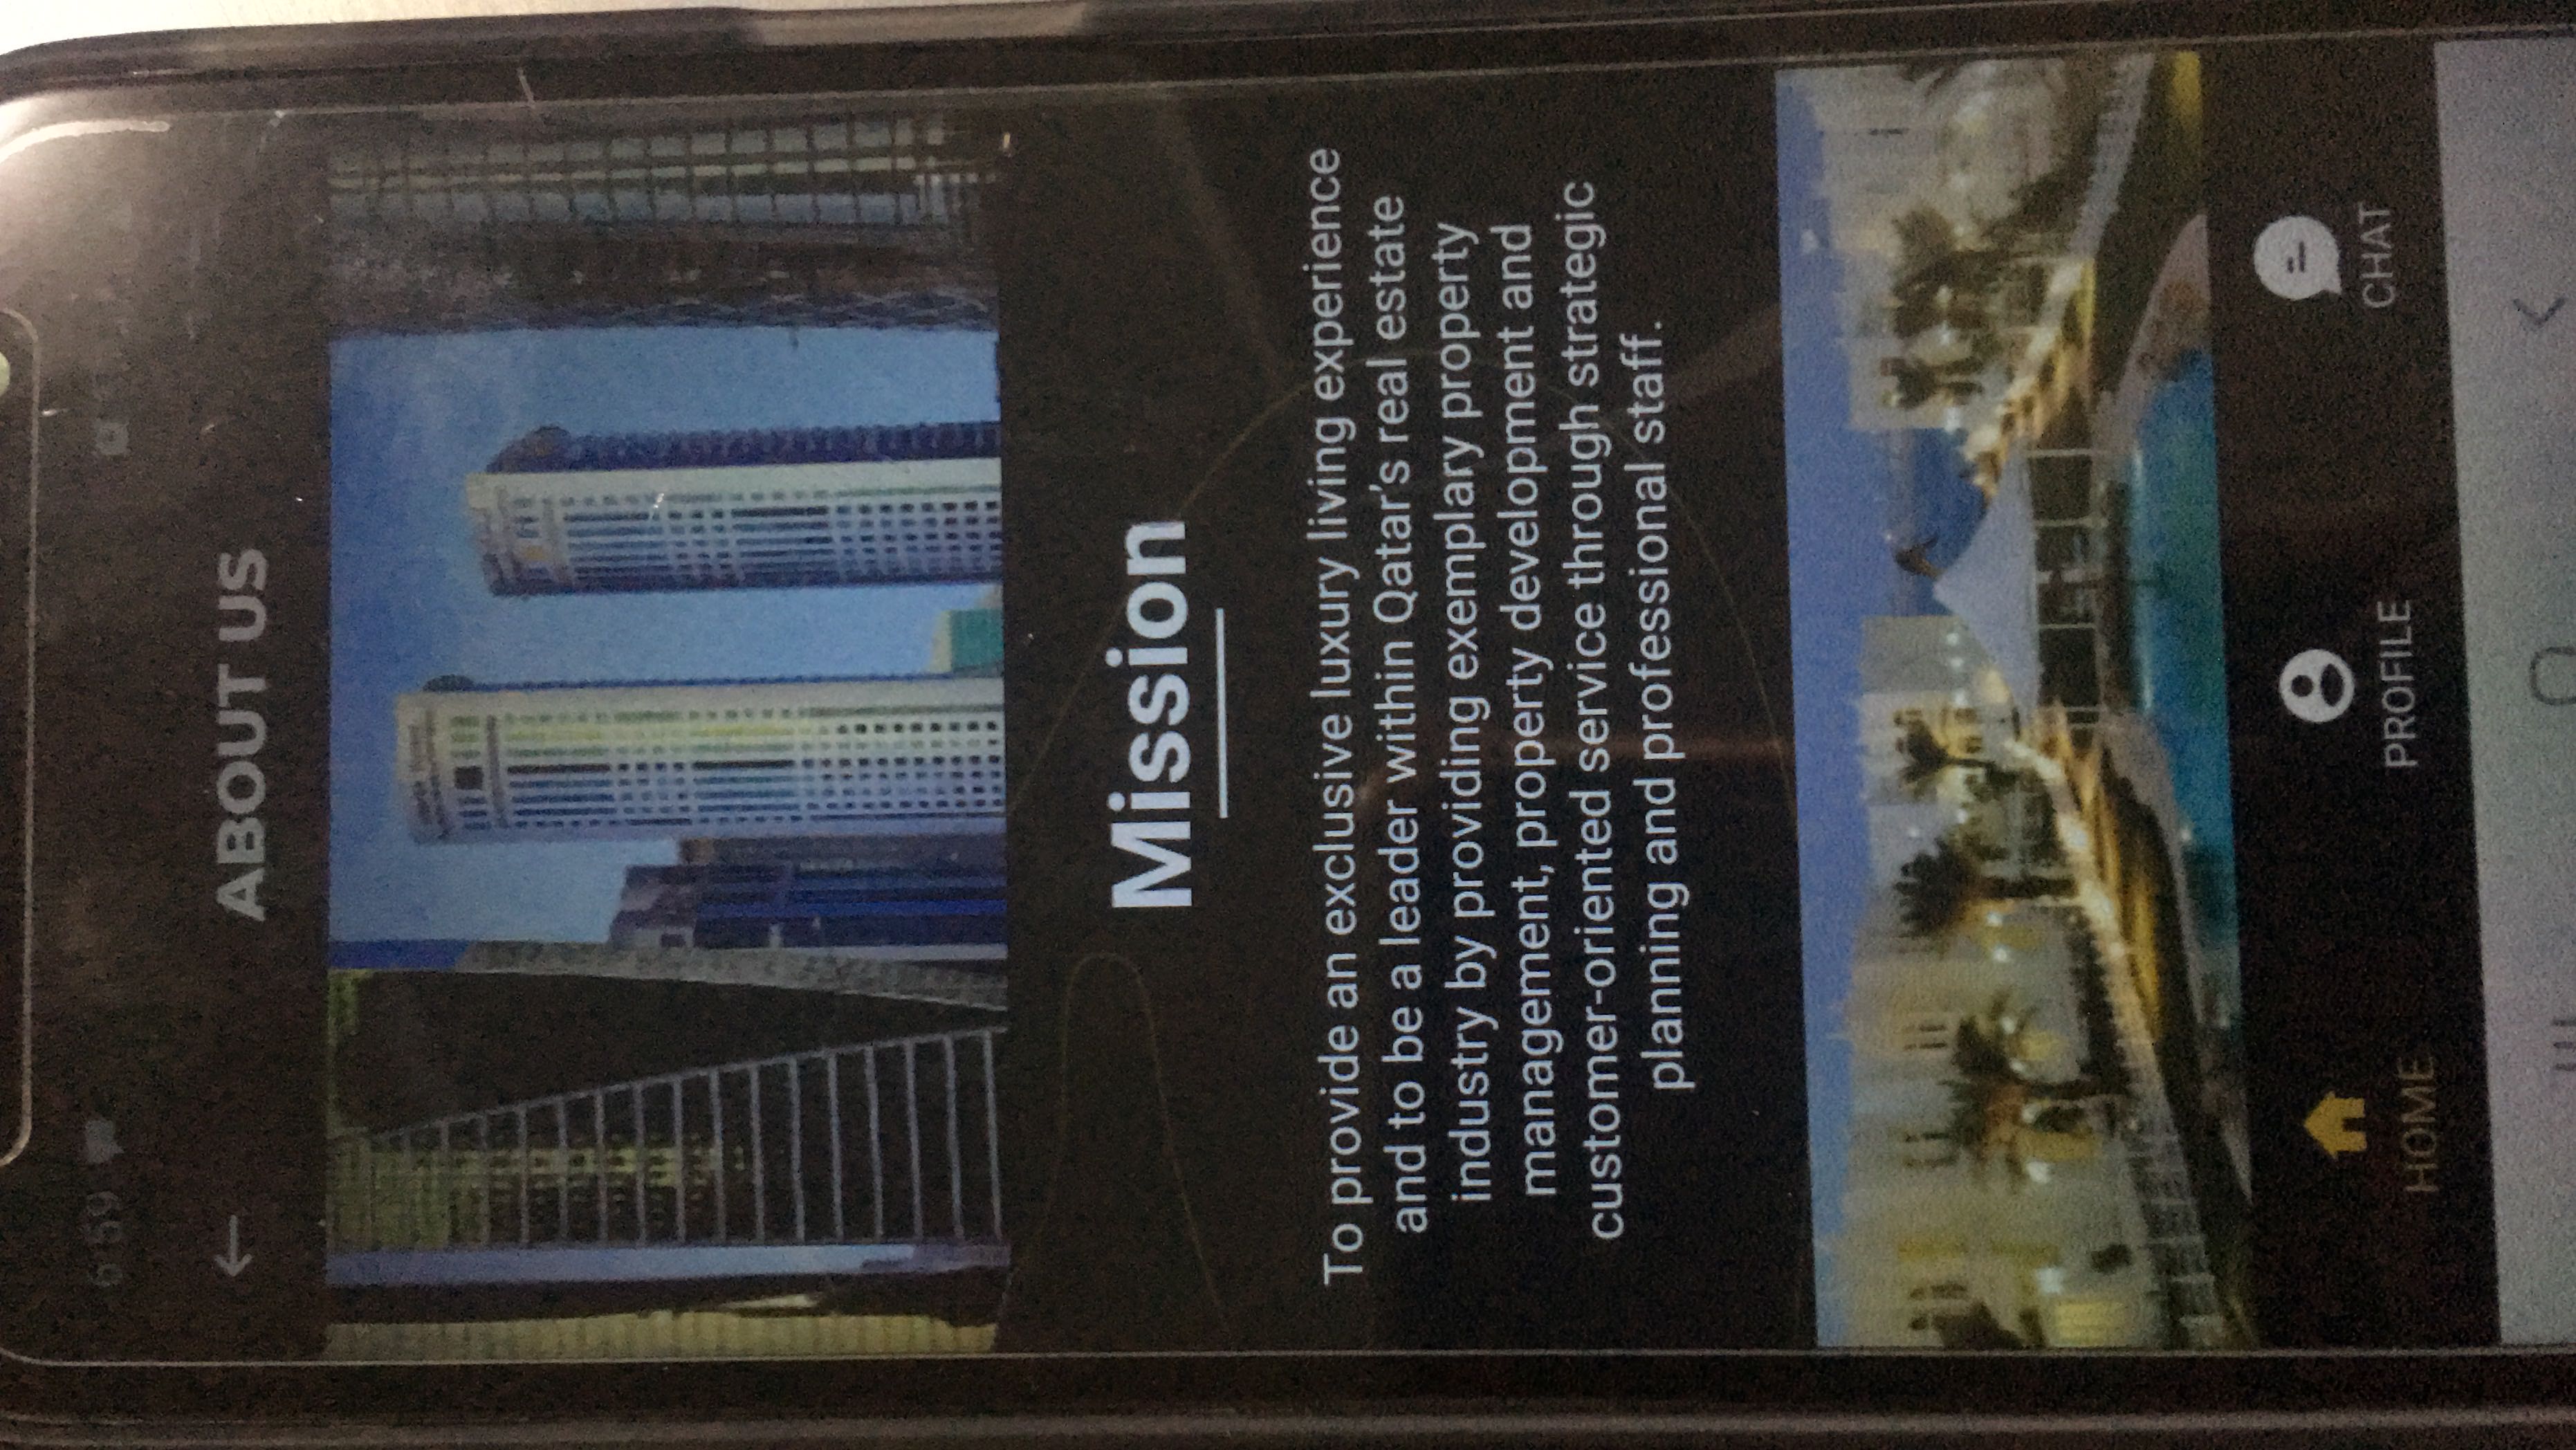 6:59
ABOUT US
Mission
To provide an exclusive luxury living experience
and to be a leader within Qatar's real estate
industry by providing exemplary property
management, property development and
customer-oriented service through strategic
planning and professional staff.
HOME
PROFILE
CHAT